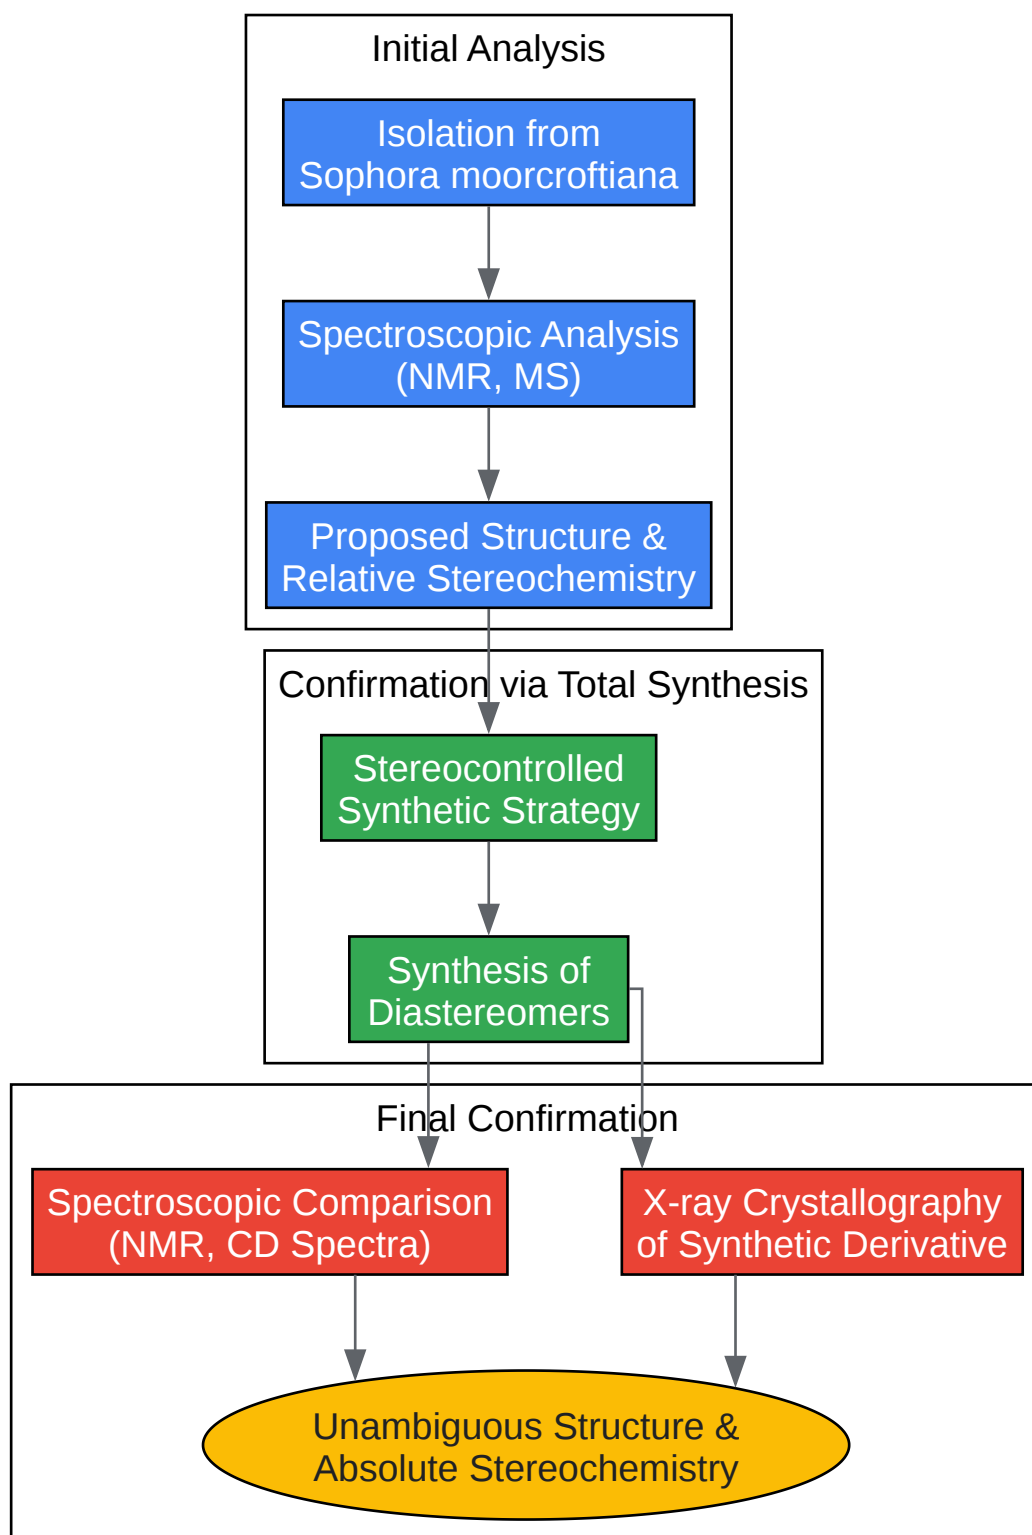 Initial Analysis
Isolation from
Sophora moorcroftiana
Spectroscopic Analysis
(NMR, MS)
Proposed Structure &
Relative Stereochemistry
Confirmation via Total Synthesis
Stereocontrolled
Synthetic Strategy
Synthesis of
Diastereomers
Final Confirmation
Spectroscopic Comparison
(NMR, CD Spectra)
X-ray Crystallography
of Synthetic Derivative
Unambiguous Structure &
Absolute Stereochemistry